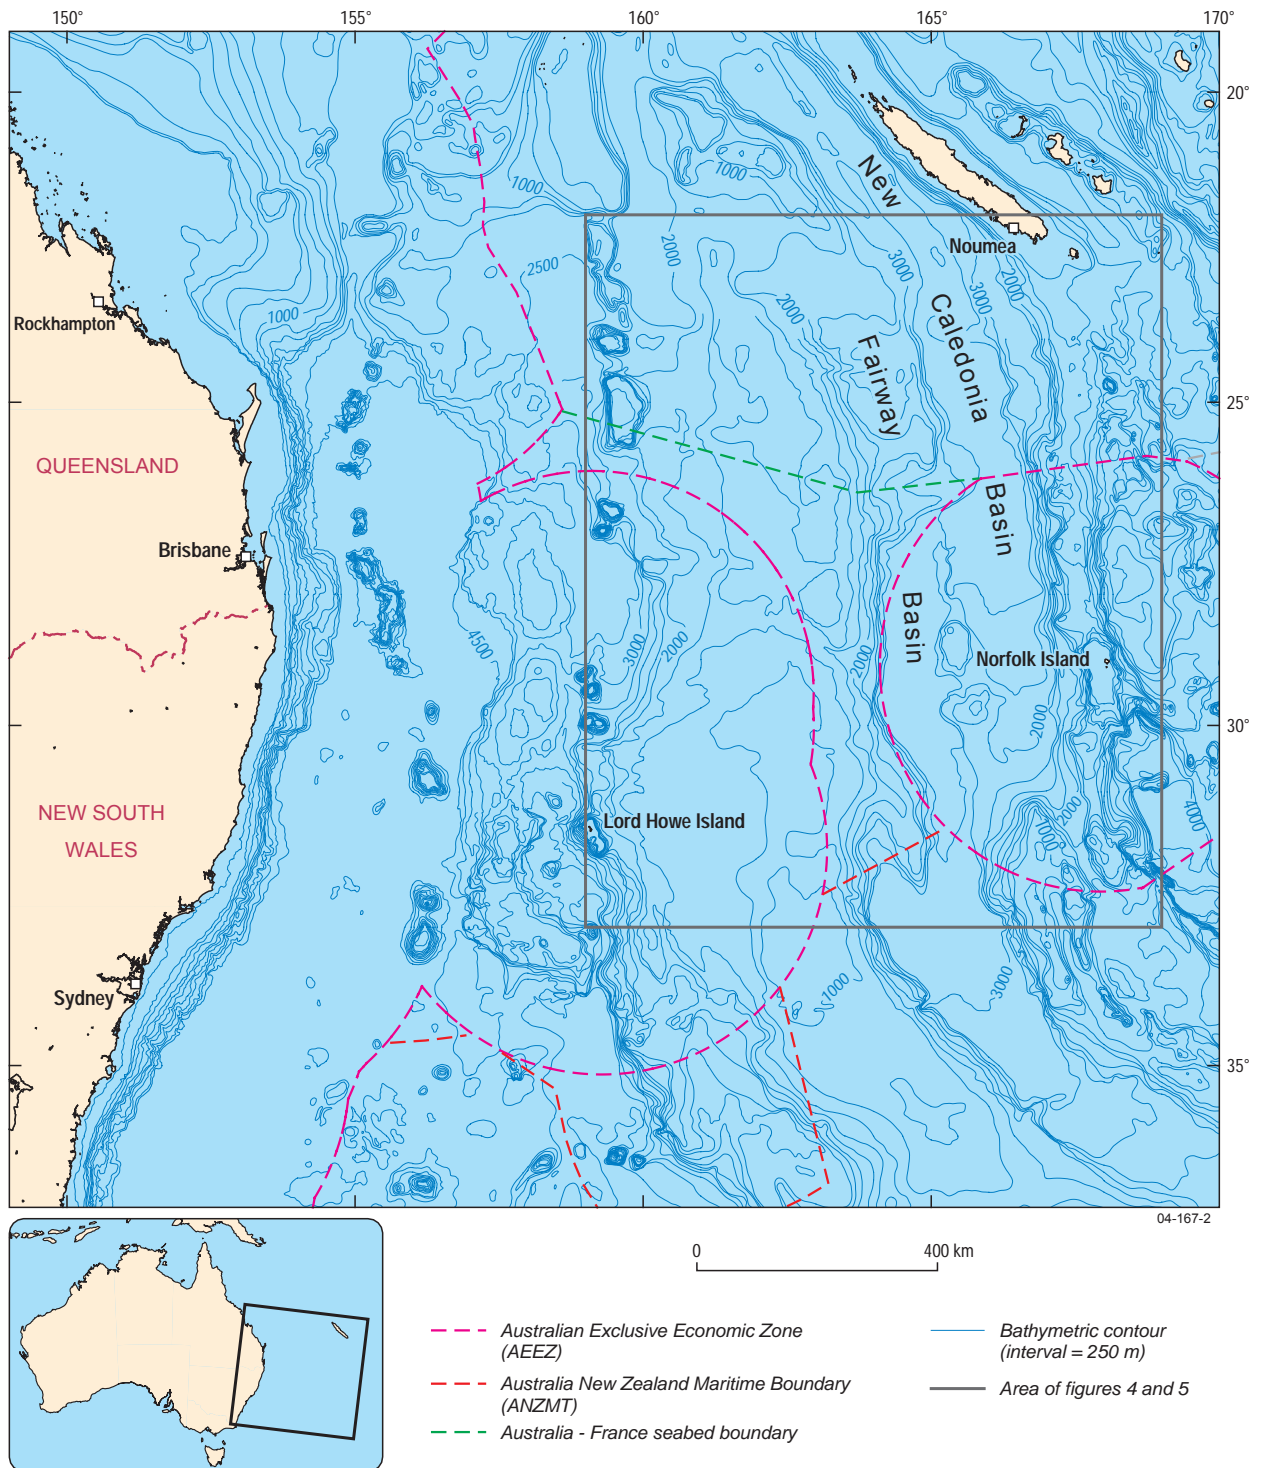 150° 155° 160° 165° 170°
20°
New
1000
1000
Noumea
2000
2500
3000
2000
3000
2000
Caledonia
Rockhampton
1000
Fairway
25°
QUEENSLAND
Basin
Brisbane
Basin
4500
3000
2000
2000
Norfolk Island
2000
30°
NEW SOUTH
WALES
Lord Howe Island
1000
2000
4000
Sydney
1000
3000
35°
04-167-2
0 400 km
Australian Exclusive Economic Zone
(AEEZ)
Australia New Zealand Maritime Boundary
(ANZMT)
Australia - France seabed boundary
Bathymetric contour
(interval = 250 m)
Area of figures 4 and 5